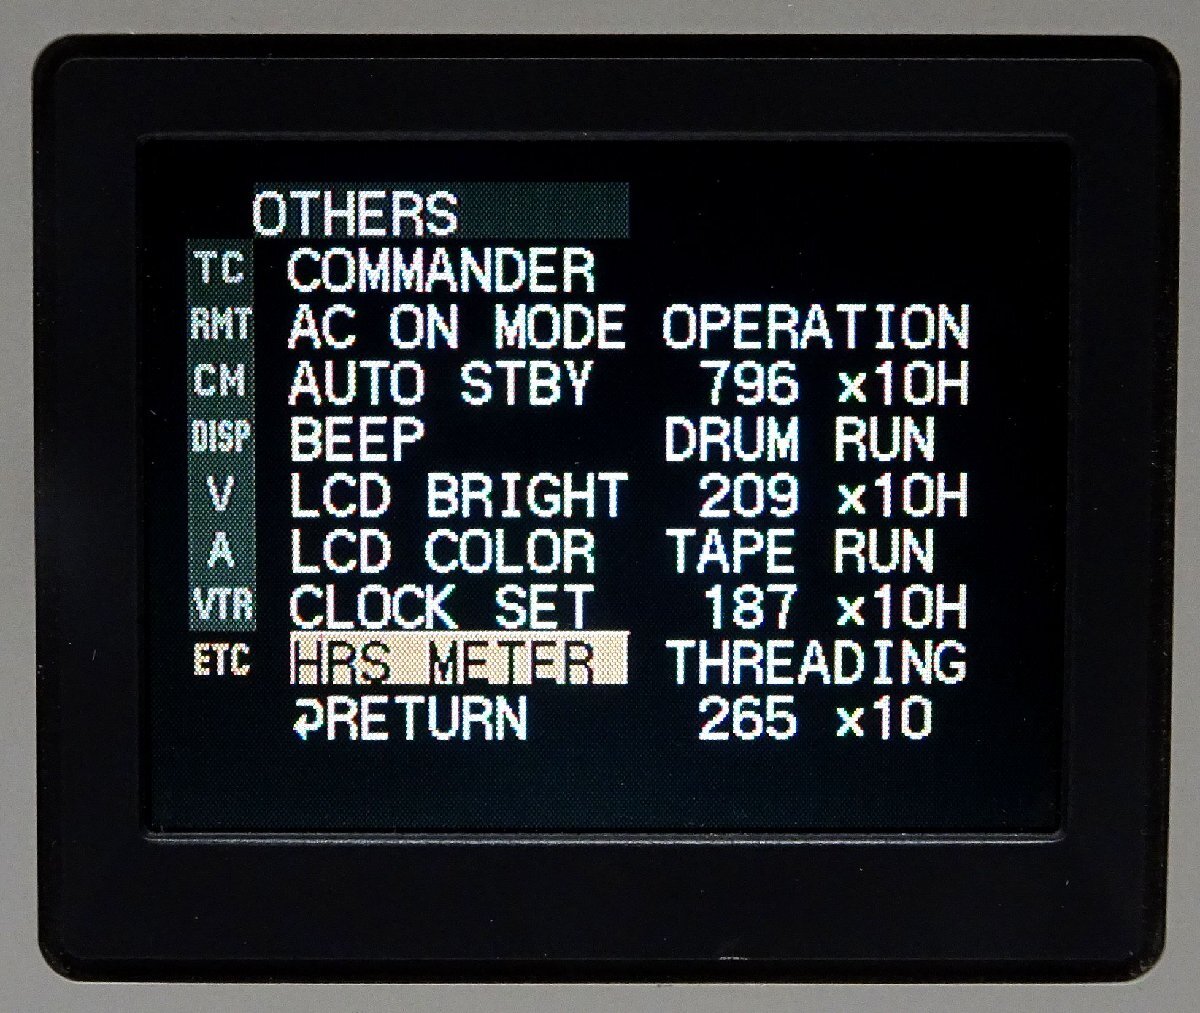 OTHERS
TC COMMANDER
RMT AC ON MODE OPERATION
CM AUTO STBY 796 x10H
DISP BEEP DRUM RUN
V LCD BRIGHT 209 x10H
A LCD COLOR TAPE RUN
VTR CLOCK SET 187 x10H
ETC HRS METER THREADING
⮌RETURN 265 x10